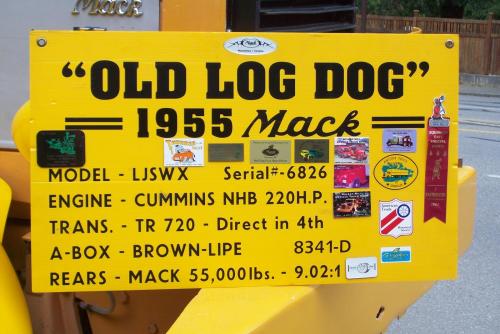 Mack
"OLD LOG DOG"
1955 Mack
MODEL - LJSWX Serial#-6826
ENGINE - CUMMINS NHB 220H.P.
TRANS. - TR 720 - Direct in 4th
A-BOX - BROWN-LIPE 8341-D
REARS - MACK 55,000lbs. - 9.02:1